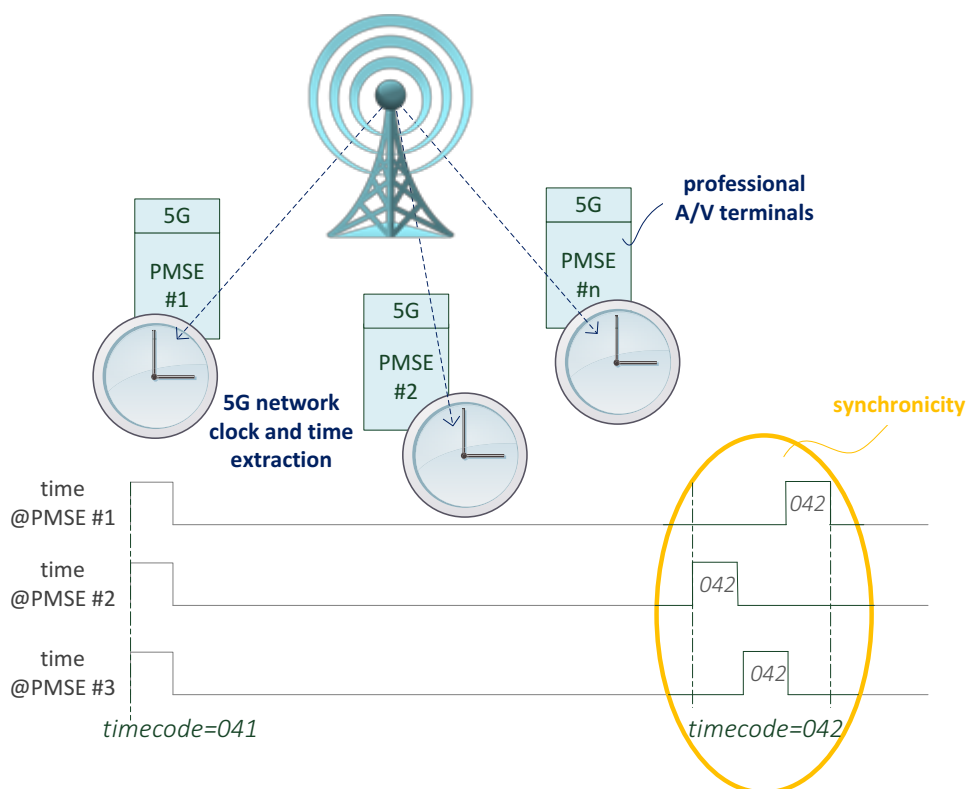 professional
A/V terminals
5G
PMSE
#1
5G
PMSE
#2
5G
PMSE
#n
5G network
clock and time
extraction
synchronicity
time
@PMSE #1
042
time
@PMSE #2
042
time
@PMSE #3
042
timecode=041
timecode=042